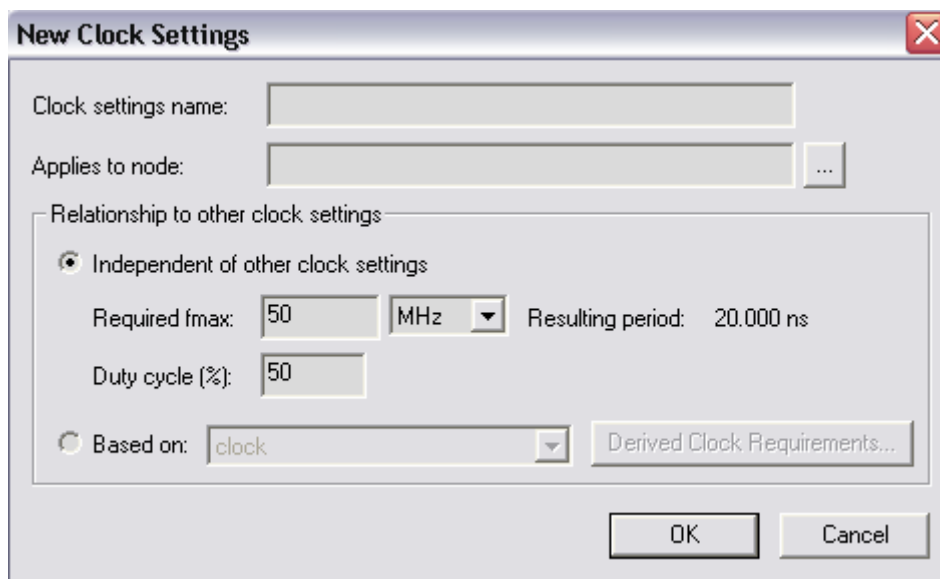 New Clock Settings
Clock settings name:
Applies to node:
...
Relationship to other clock settings
Independent of other clock settings
Required fmax: 50 MHz Resulting period: 20.000 ns
Duty cycle (%): 50
Based on: clock Derived Clock Requirements...
OK Cancel